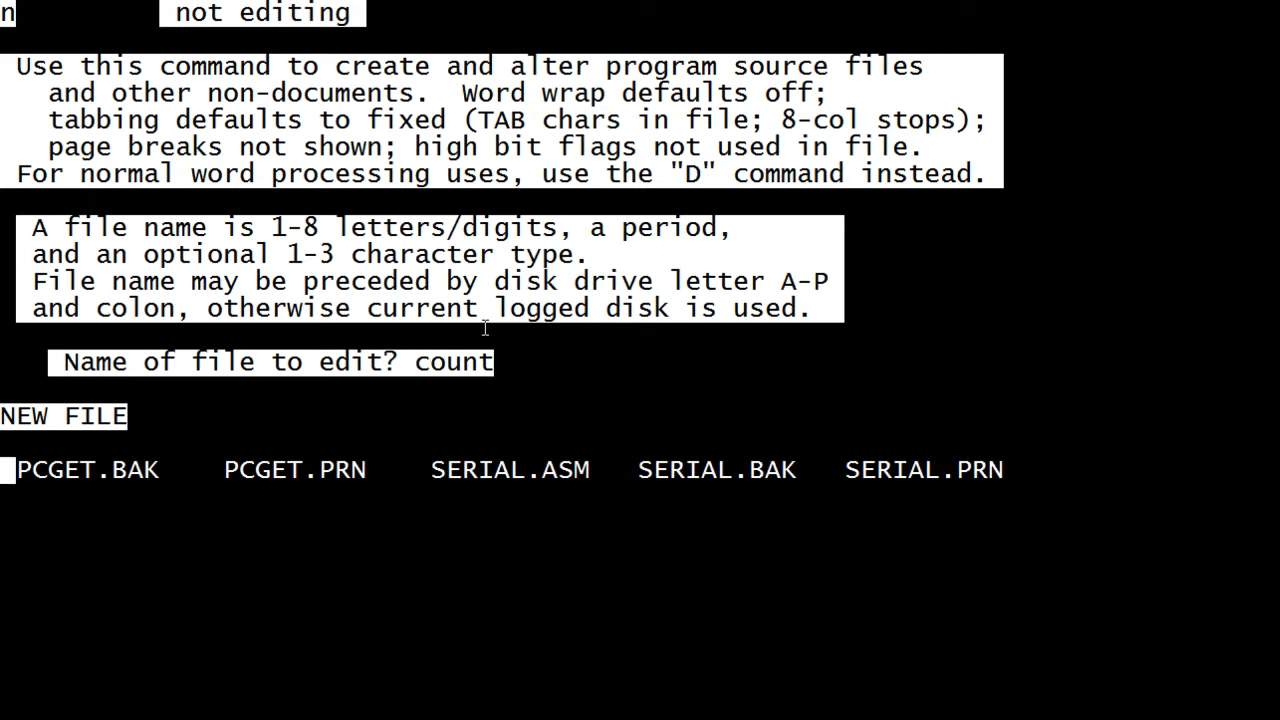 n         not editing
Use this command to create and alter program source files
and other non-documents.  Word wrap defaults off;
tabbing defaults to fixed (TAB chars in file; 8-col stops);
page breaks not shown; high bit flags not used in file.
For normal word processing uses, use the "D" command instead.
A file name is 1-8 letters/digits, a period,
and an optional 1-3 character type.
File name may be preceded by disk drive letter A-P
and colon, otherwise current logged disk is used.
Name of file to edit? count
NEW FILE
PCGET.BAK    PCGET.PRN    SERIAL.ASM   SERIAL.BAK   SERIAL.PRN